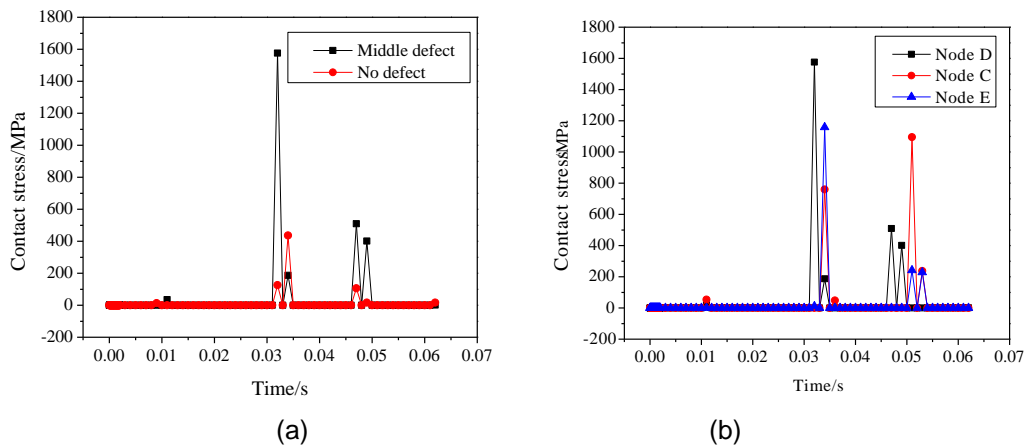 1800
1600
1400
1200
1000
800
600
400
200
0
-200
Contact stress/MPa
Middle defect
No defect
0.00 0.01 0.02 0.03 0.04 0.05 0.06 0.07
Time/s
(a)
1800
1600
1400
1200
1000
800
600
400
200
0
-200
Contact stress/MPa
Node D
Node C
Node E
0.00 0.01 0.02 0.03 0.04 0.05 0.06 0.07
Time/s
(b)